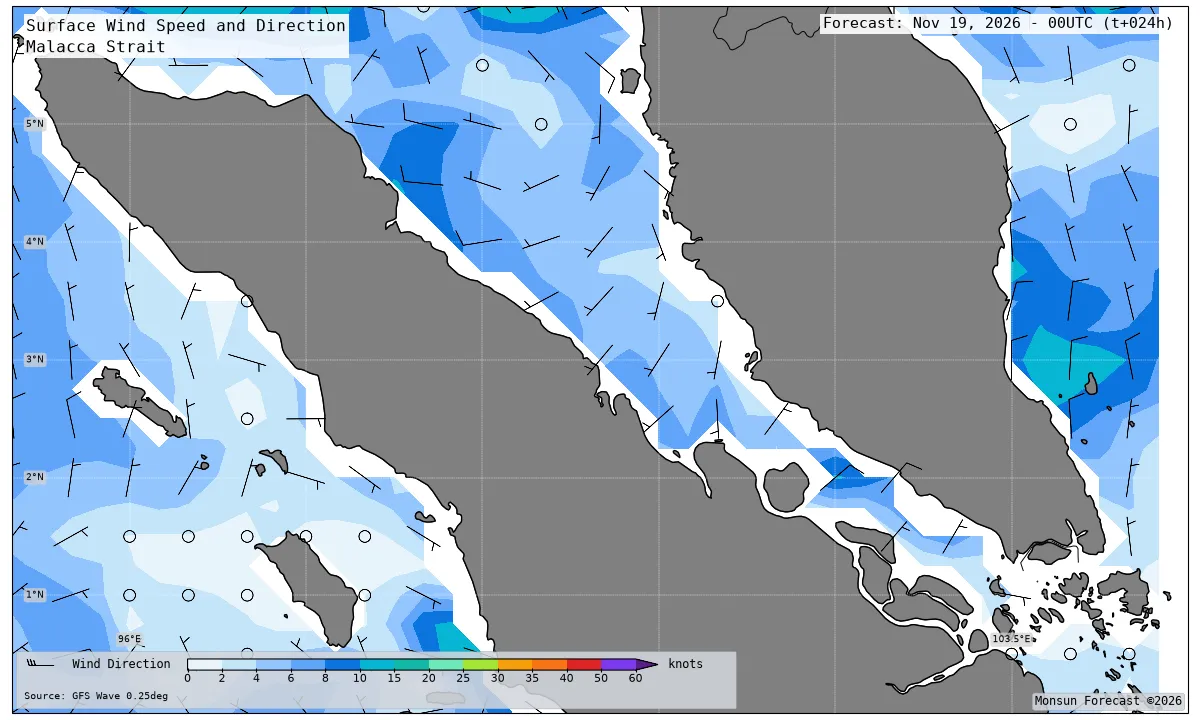 Surface Wind Speed and Direction
Malacca Strait
Forecast: Nov 19, 2026 - 00UTC (t+024h)
5°N
4°N
3°N
2°N
1°N
96°E
103.5°E
Wind Direction
0 2 4 6 8 10 15 20 25 30 35 40 50 60
knots
Source: GFS Wave 0.25deg
Monsun Forecast ©2026